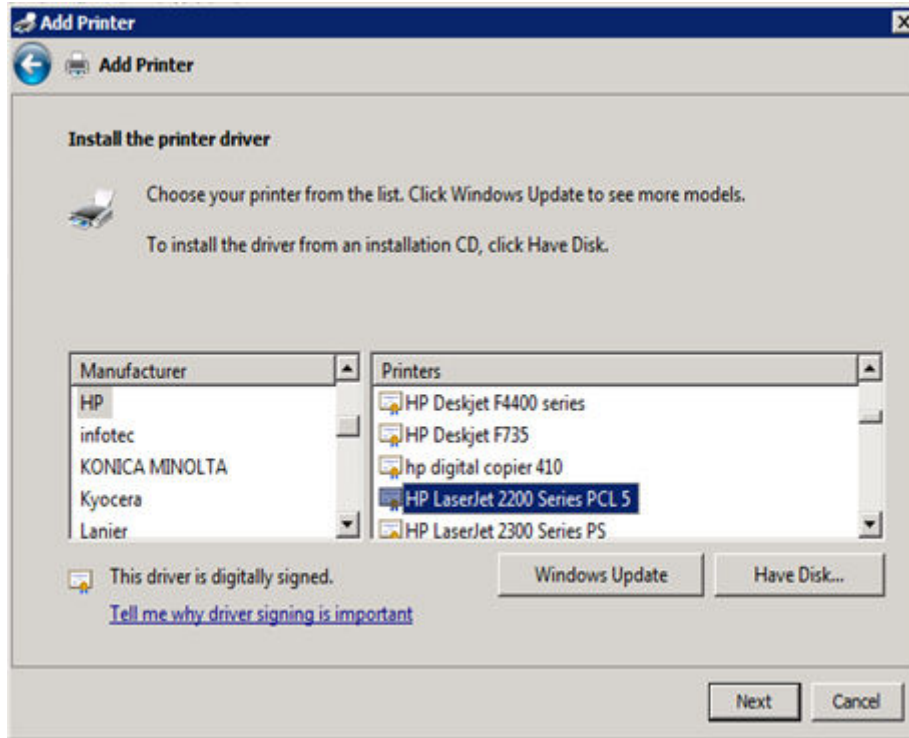 Add Printer
Add Printer
Install the printer driver
Choose your printer from the list. Click Windows Update to see more models.
To install the driver from an installation CD, click Have Disk.
Manufacturer
HP
infotec
KONICA MINOLTA
Kyocera
Lanier
Printers
HP Deskjet F4400 series
HP Deskjet F735
hp digital copier 410
HP LaserJet 2200 Series PCL 5
HP LaserJet 2300 Series PS
This driver is digitally signed.
Tell me why driver signing is important
Windows Update
Have Disk...
Next
Cancel